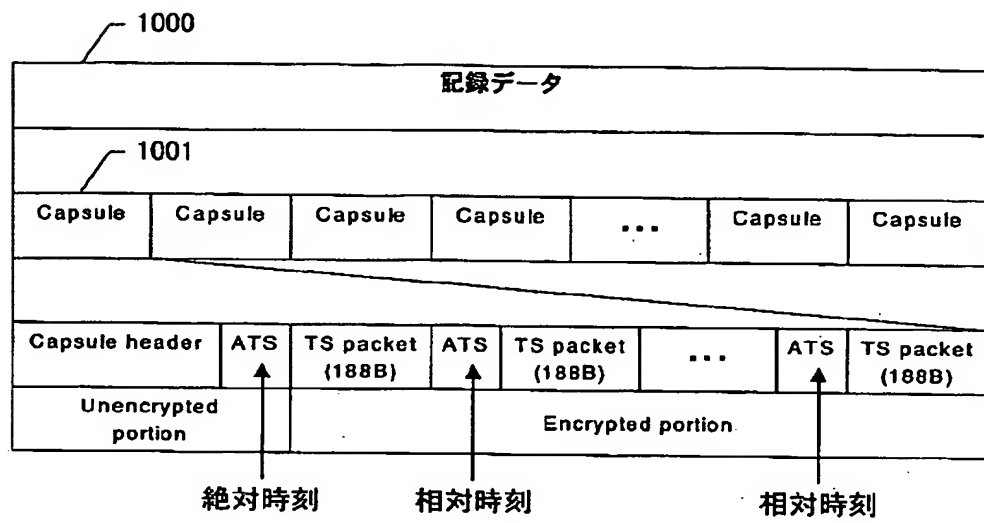 1000
記録データ
1001
Capsule Capsule Capsule Capsule ・・・ Capsule Capsule
Capsule header ATS TS packet ATS TS packet ・・・ ATS TS packet
(188B) (188B) (188B)
Unencrypted
portion
Encrypted portion
絶対時刻 相対時刻 相対時刻